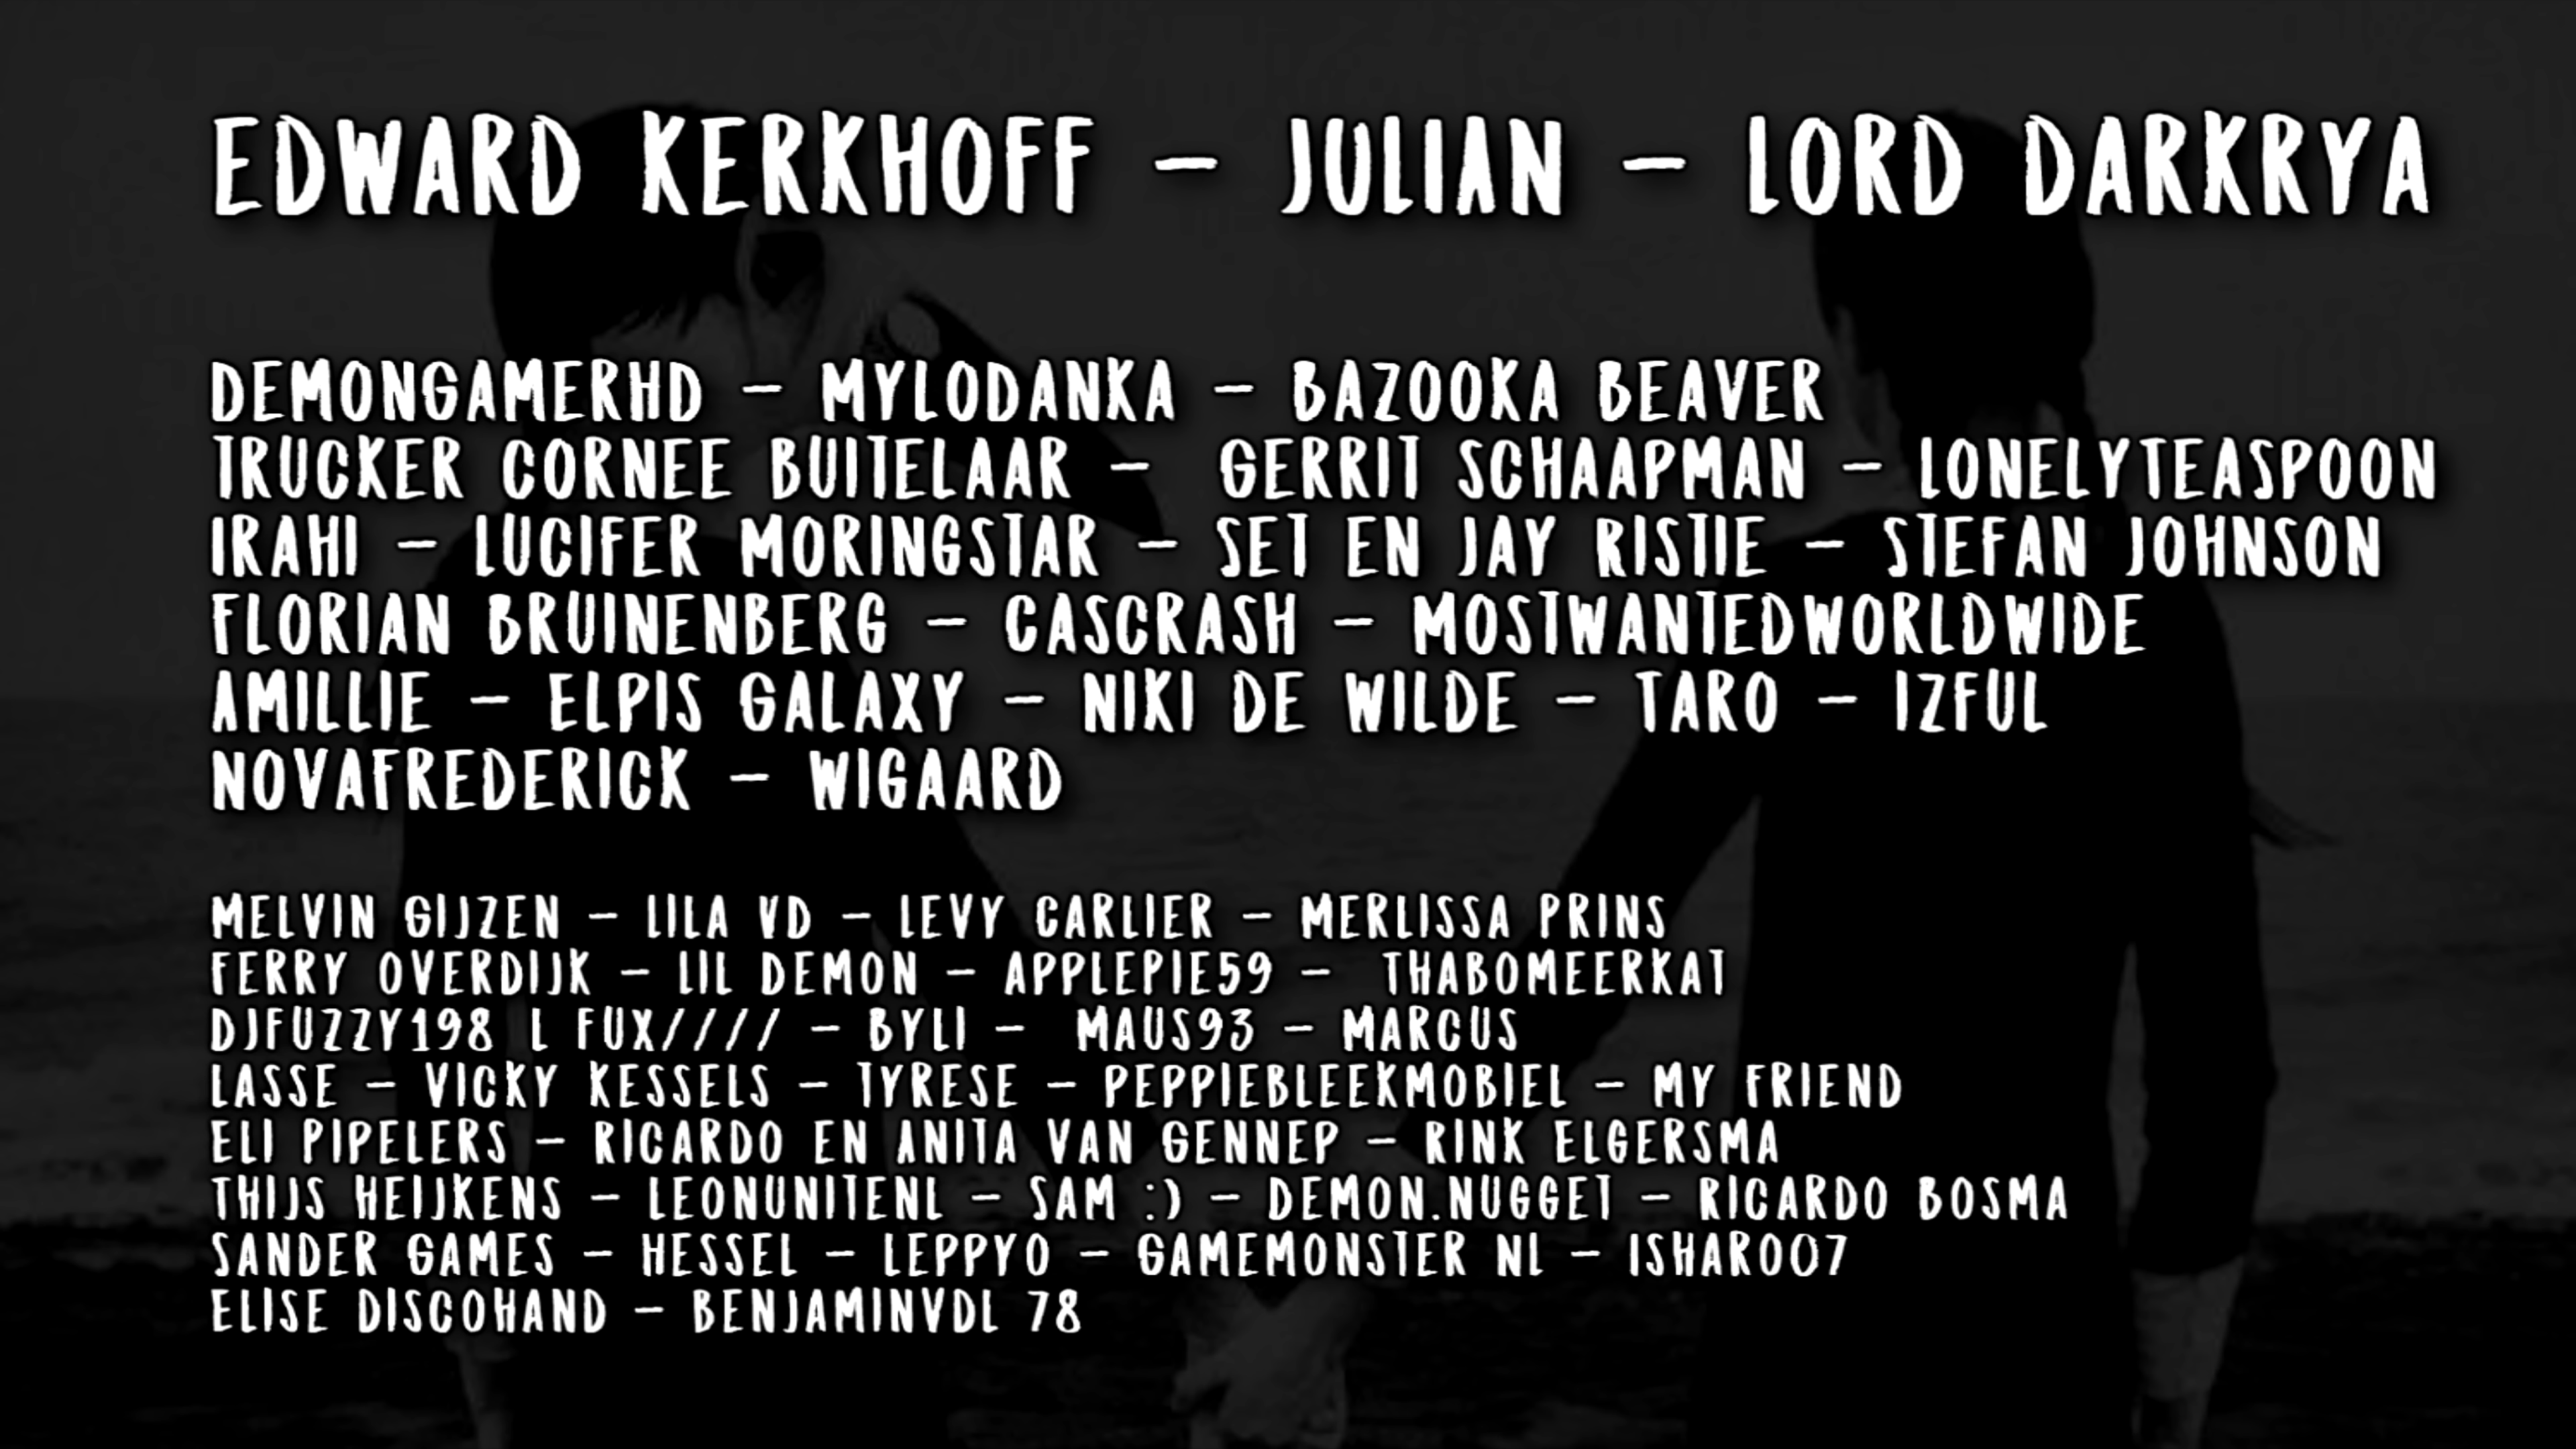 EDWARD KERKHOFF – JULIAN – LORD DARKRYA
DEMONGAMERHD – MYLODANKA – BAZOOKA BEAVER
TRUCKER CORNEE BUITELAAR – GERRIT SCHAAPMAN – LONELYTEASPOON
IRAHI – LUCIFER MORINGSTAR – SET EN JAY RISTIE – STEFAN JOHNSON
FLORIAN BRUINENBERG – CASCRASH – MOSTWANTEDWORLDWIDE
AMILLIE – ELPIS GALAXY – NIKI DE WILDE – TARO – IZFUL
NOVAFREDERICK – WIGAARD
MELVIN GIJZEN – LILA VD – LEVY CARLIER – MERLISSA PRINS
FERRY OVERDIJK – LIL DEMON – APPLEPIE59 – THABOMEERKAT
DJFUZZY198 L FUX//// – BYLI – MAUS93 – MARCUS
LASSE – VICKY KESSELS – TYRESE – PEPPIEBLEEKMOBIEL – MY FRIEND
ELI PIPELERS – RICARDO EN ANITA VAN GENNEP – RINK ELGERSMA
THIJS HEIJKENS – LEONUNITENL – SAM :) – DEMON.NUGGET – RICARDO BOSMA
SANDER GAMES – HESSEL – LEPPYO – GAMEMONSTER NL – ISHARO07
ELISE DISCOHAND – BENJAMINVDL 78